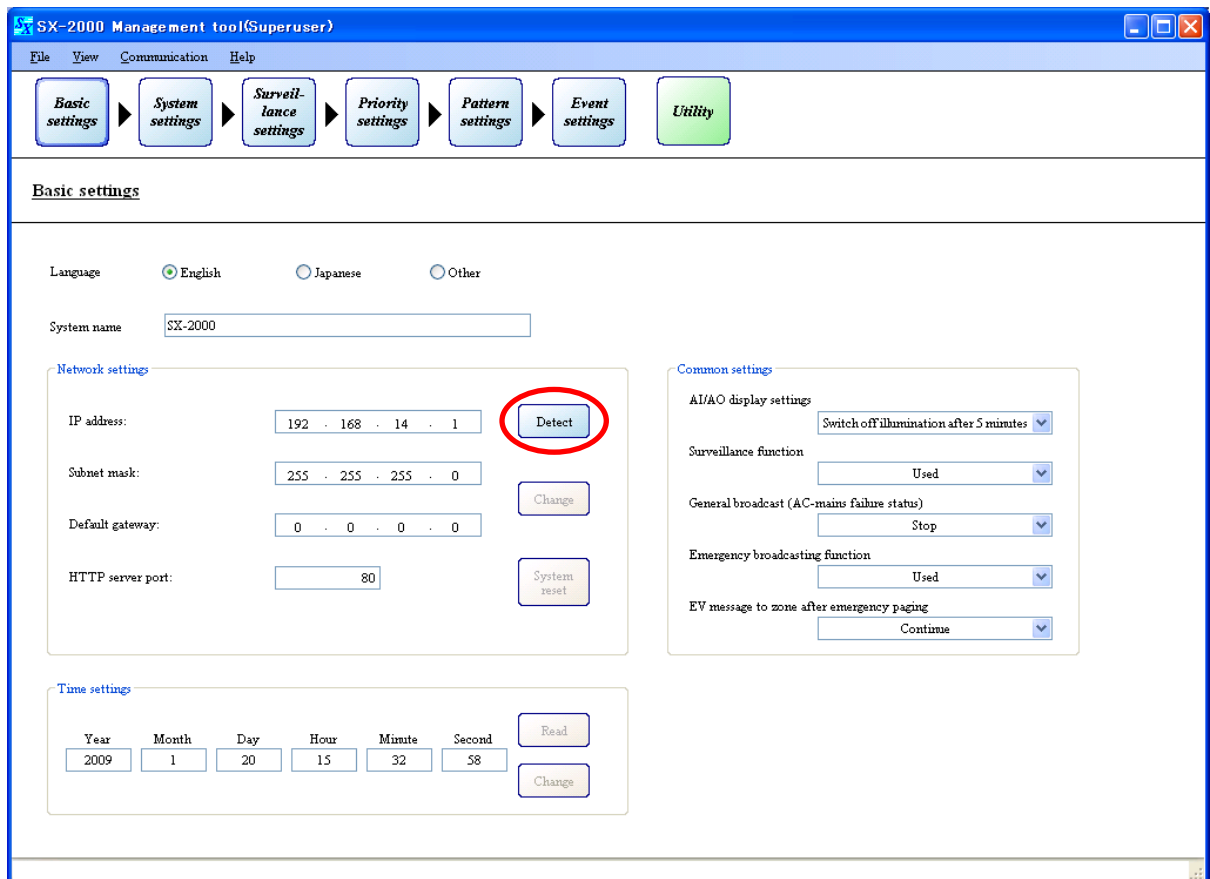 SX-2000 Management tool(Superuser)
File View Communication Help
Basic
settings
System
settings
Surveil-
lance
settings
Priority
settings
Pattern
settings
Event
settings
Utility
Basic settings
Language English Japanese Other
System name SX-2000
Network settings
IP address: 192 . 168 . 14 . 1 Detect
Subnet mask: 255 . 255 . 255 . 0
Change
Default gateway: 0 . 0 . 0 . 0
HTTP server port: 80
System
reset
Common settings
AI/AO display settings
Switch off illumination after 5 minutes
Surveillance function
Used
General broadcast (AC-mains failure status)
Stop
Emergency broadcasting function
Used
EV message to zone after emergency paging
Continue
Time settings
Year Month Day Hour Minute Second
2009 1 20 15 32 58
Read
Change